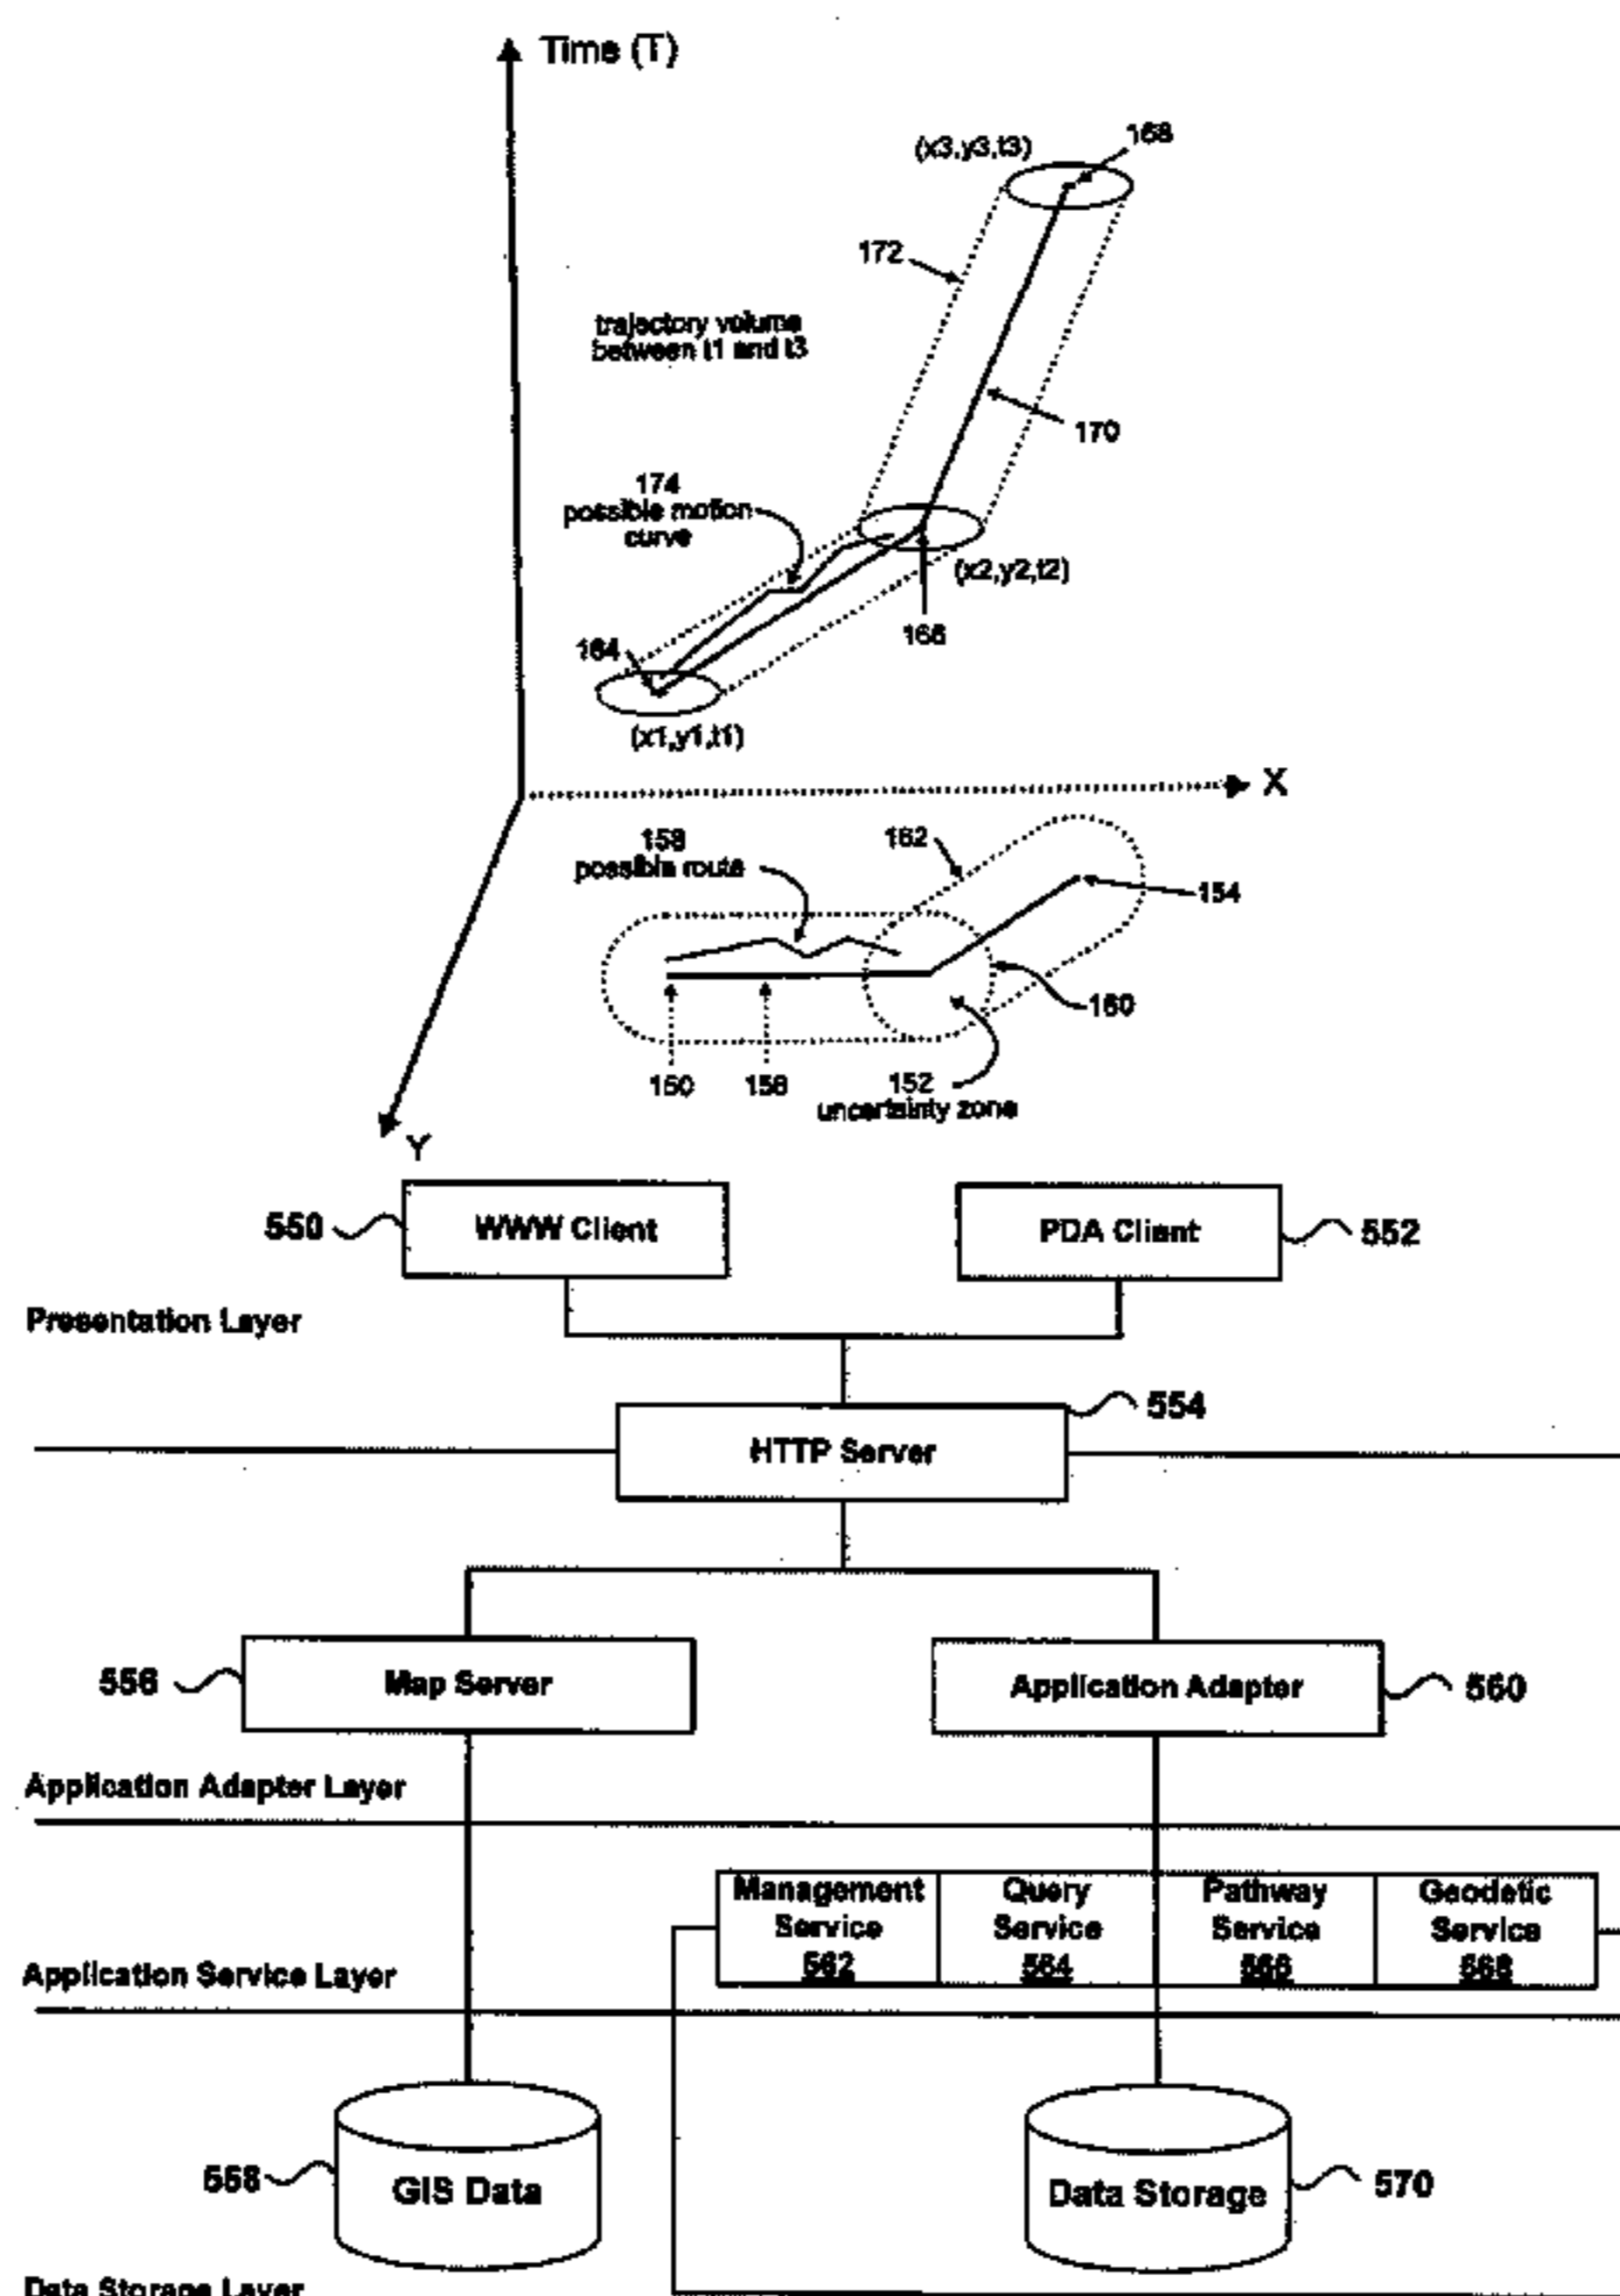 Time (T)
(x3,y3,t3)
168
172
trajectory volume
between t1 and t3
170
174
possible motion
curve
(x2,y2,t2)
166
164
(x1,y1,t1)
X
158
possible route
162
154
160
150
156
152
uncertainty zone
Y
550
WWW Client
PDA Client
552
Presentation Layer
554
HTTP Server
556
Map Server
Application Adapter
560
Application Adapter Layer
Management
Service
562
Query
Service
564
Pathway
Service
566
Geodetic
Service
568
Application Service Layer
558
GIS Data
Data Storage
570
Data Storage Layer